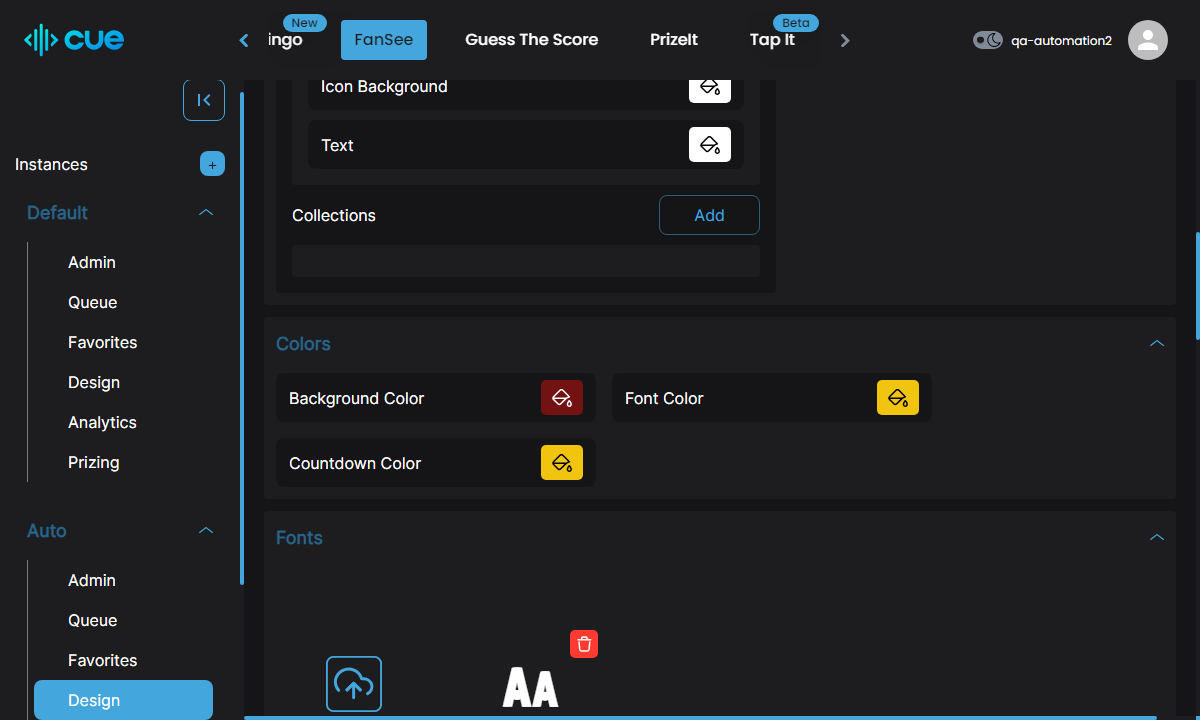 cue
New
ingo
FanSee
Guess The Score
PrizeIt
Beta
Tap It
qa-automation2
Instances
+
Default
Admin
Queue
Favorites
Design
Analytics
Prizing
Auto
Admin
Queue
Favorites
Design
Icon Background
Text
Collections
Add
Colors
Background Color
Font Color
Countdown Color
Fonts
AA